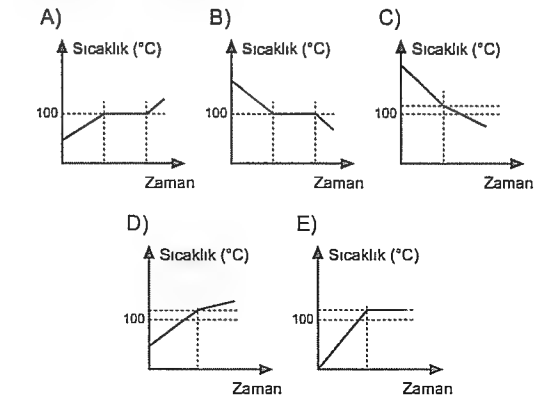 A)
Sıcaklık (°C)
100
Zaman
B)
Sıcaklık (°C)
100
Zaman
C)
Sıcaklık (°C)
100
Zaman
D)
Sıcaklık (°C)
100
Zaman
E)
Sıcaklık (°C)
100
Zaman